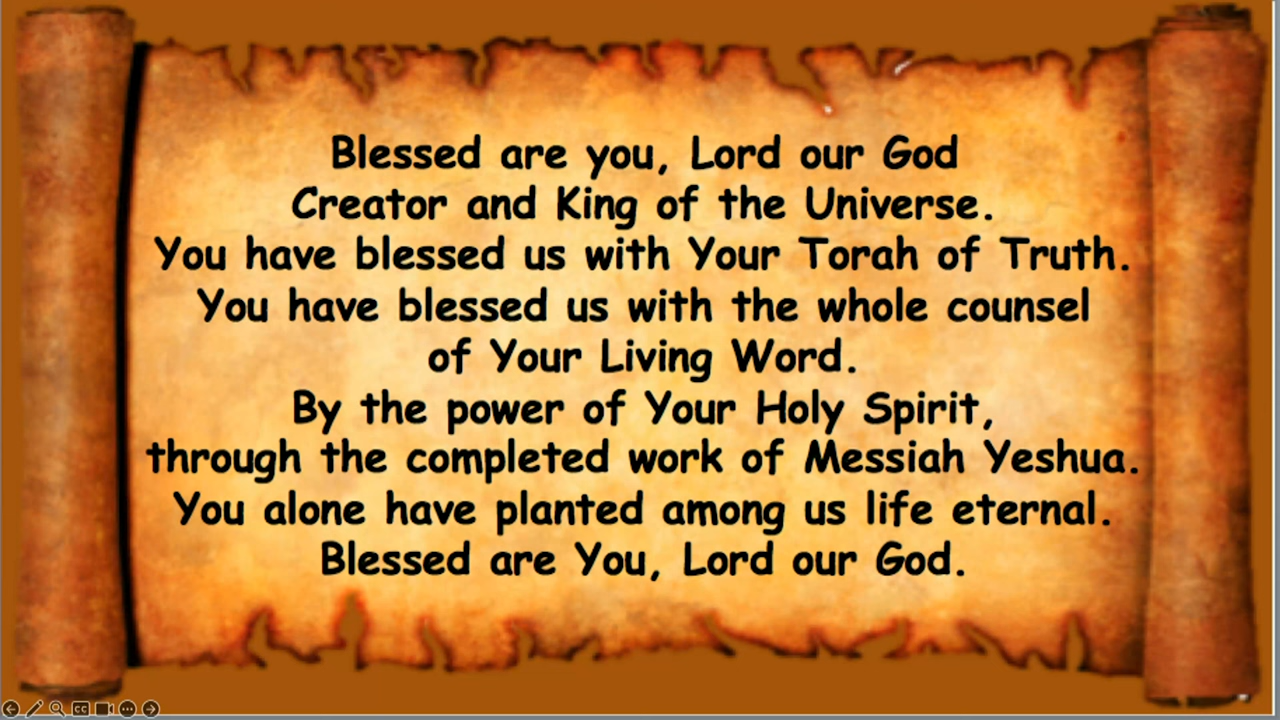 Blessed are you, Lord our God
Creator and King of the Universe.
You have blessed us with Your Torah of Truth.
You have blessed us with the whole counsel
of Your Living Word.
By the power of Your Holy Spirit,
through the completed work of Messiah Yeshua.
You alone have planted among us life eternal.
Blessed are You, Lord our God.
CC